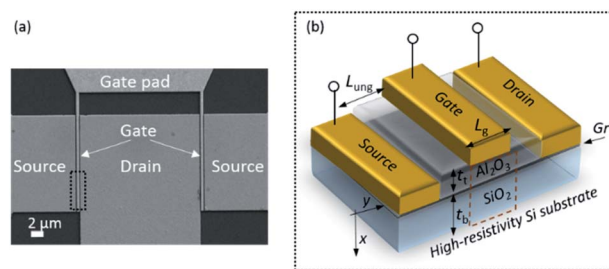 (a)
Gate pad
Gate
Source
Drain
Source
2 μm
(b)
Drain
Lung
Gate
Lg
Source
Gr
tt
Al2O3
SiO2
tb
y
x
High-resistivity Si substrate